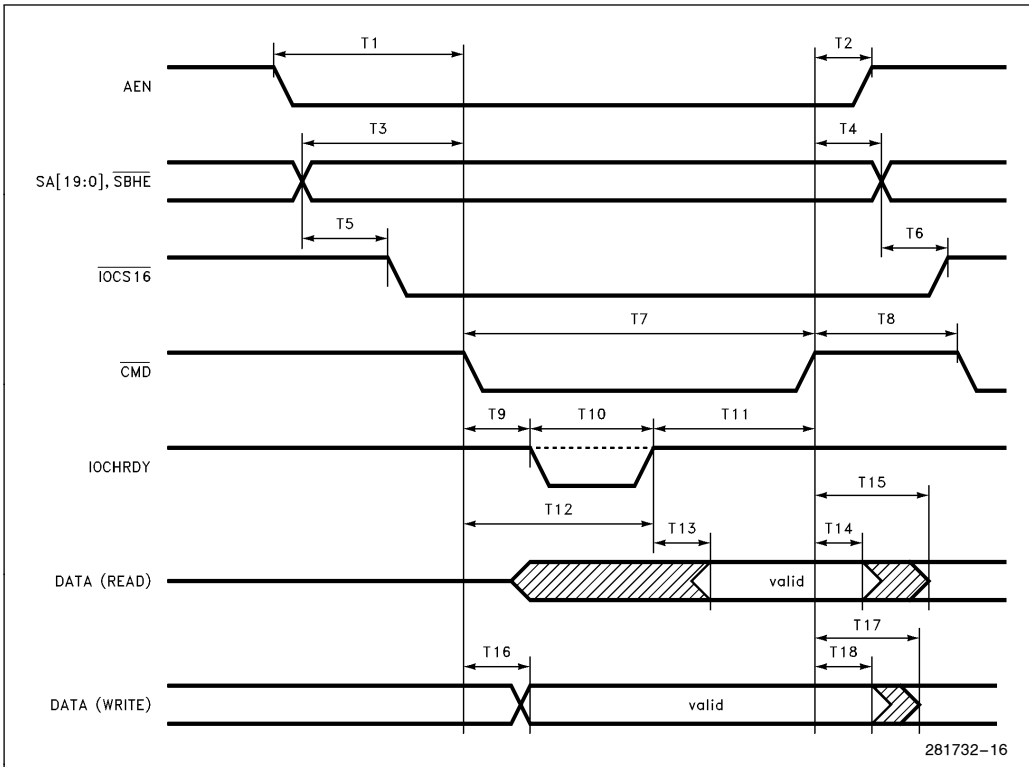 T1
T2
AEN
T3
T4
SA[19:0], SBHE
T5
T6
IOCS16
T7
T8
CMD
T9
T10
T11
IOCHRDY
T15
T12
T13
T14
DATA (READ)
valid
T17
T16
T18
DATA (WRITE)
valid
281732-16